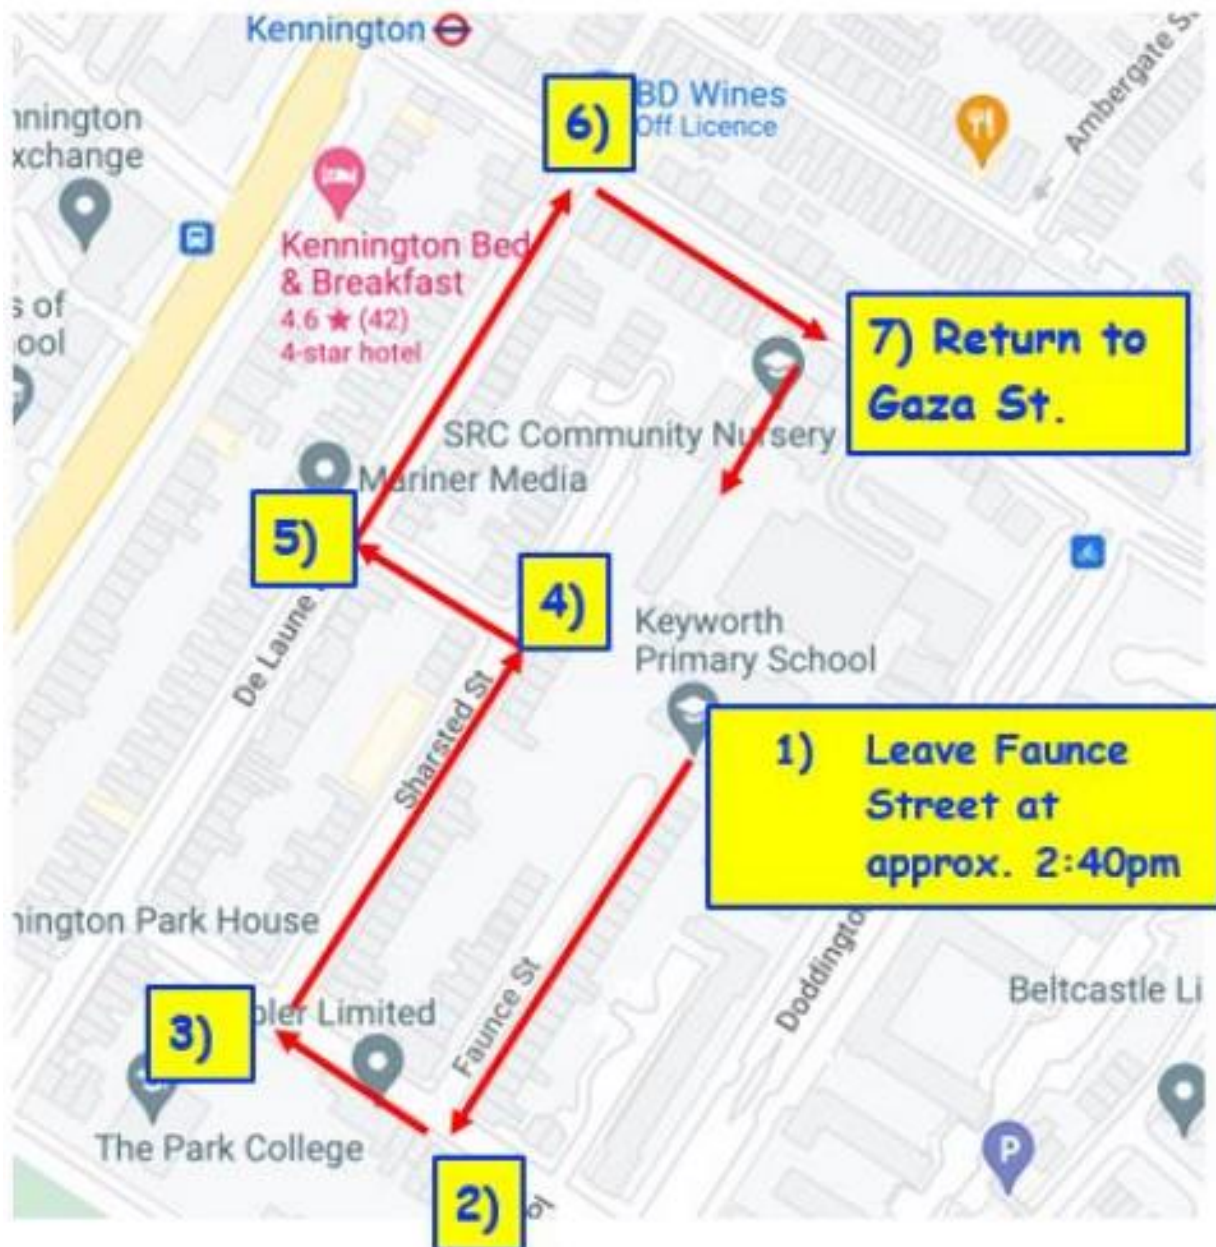 Kennington
BD Wines
Off Licence
Ambergate S
6)
nnington
xchange
Kennington Bed
& Breakfast
4.6 ★ (42)
4-star hotel
s of
ool
7) Return to
Gaza St.
SRC Community Nursery
Mariner Media
5)
4)
Keyworth
Primary School
De Laune
Sharsted St
1) Leave Faunce
Street at
approx. 2:40pm
nington Park House
Doddington
Beltcastle Li
3)
pler Limited
Faunce St
The Park College
P
2)